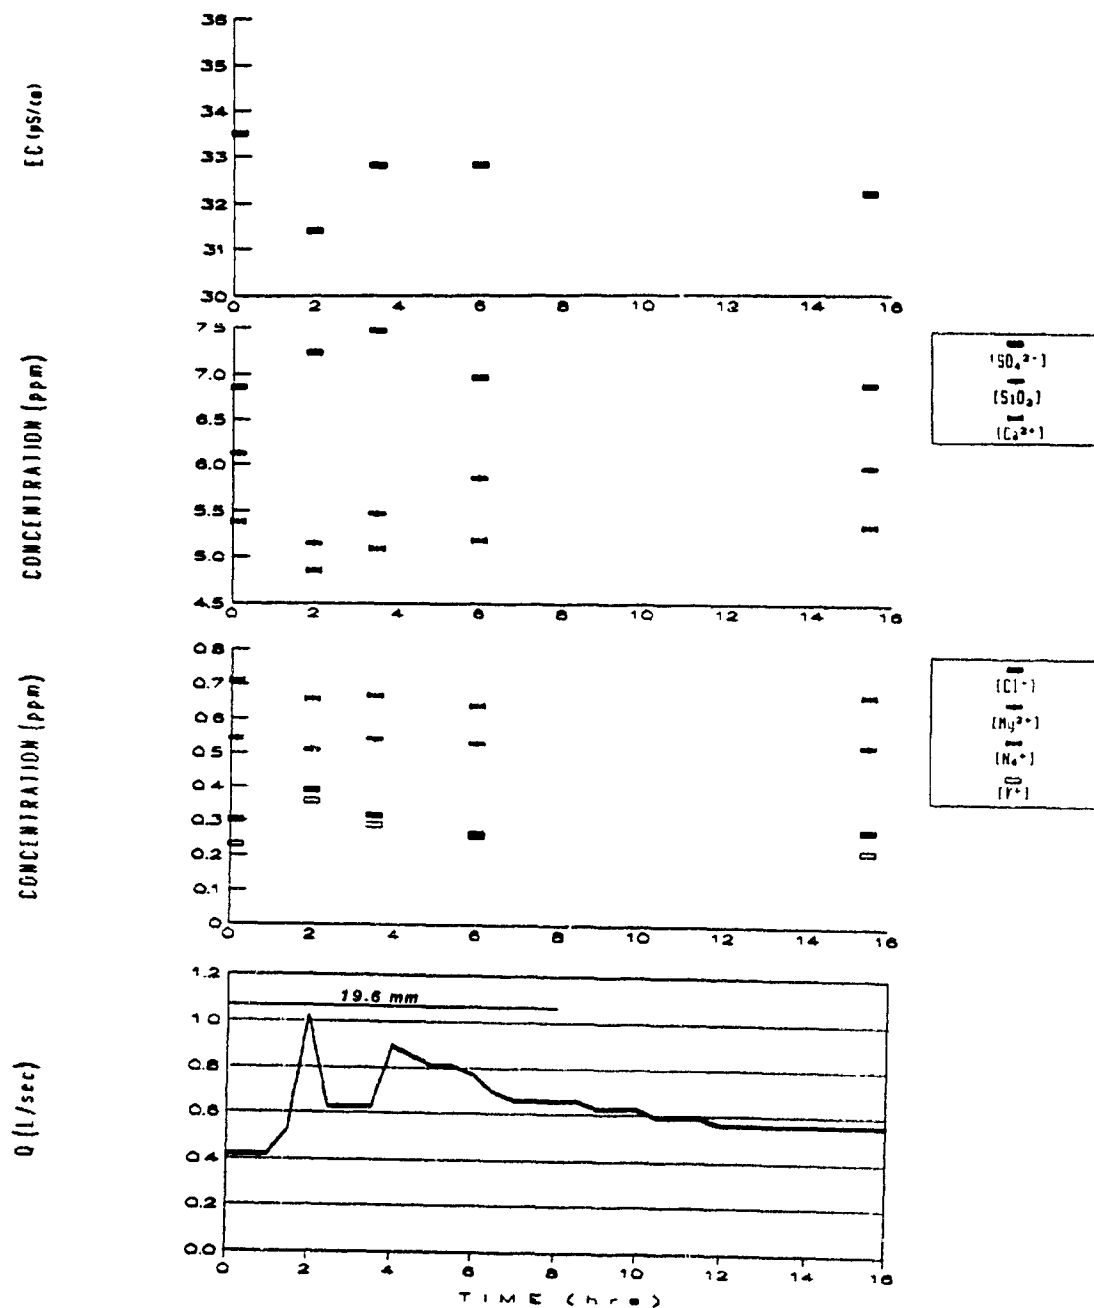 EC (µS/cm)
36
35
34
33
32
31
30
0 2 4 6 8 10 12 14 16
CONCENTRATION (ppm)
7.5
7.0
6.5
6.0
5.5
5.0
4.5
0 2 4 6 8 10 12 14 16
[SO₄²⁻]
[SiO₂]
[Ca²⁺]
CONCENTRATION (ppm)
0.8
0.7
0.6
0.5
0.4
0.3
0.2
0.1
0
0 2 4 6 8 10 12 14 16
[Cl⁻]
[Mg²⁺]
[Na⁺]
[K⁺]
Q (L/sec)
1.2
1.0
0.8
0.6
0.4
0.2
0.0
19.6 mm
0 2 4 6 8 10 12 14 16
TIME (hrs)